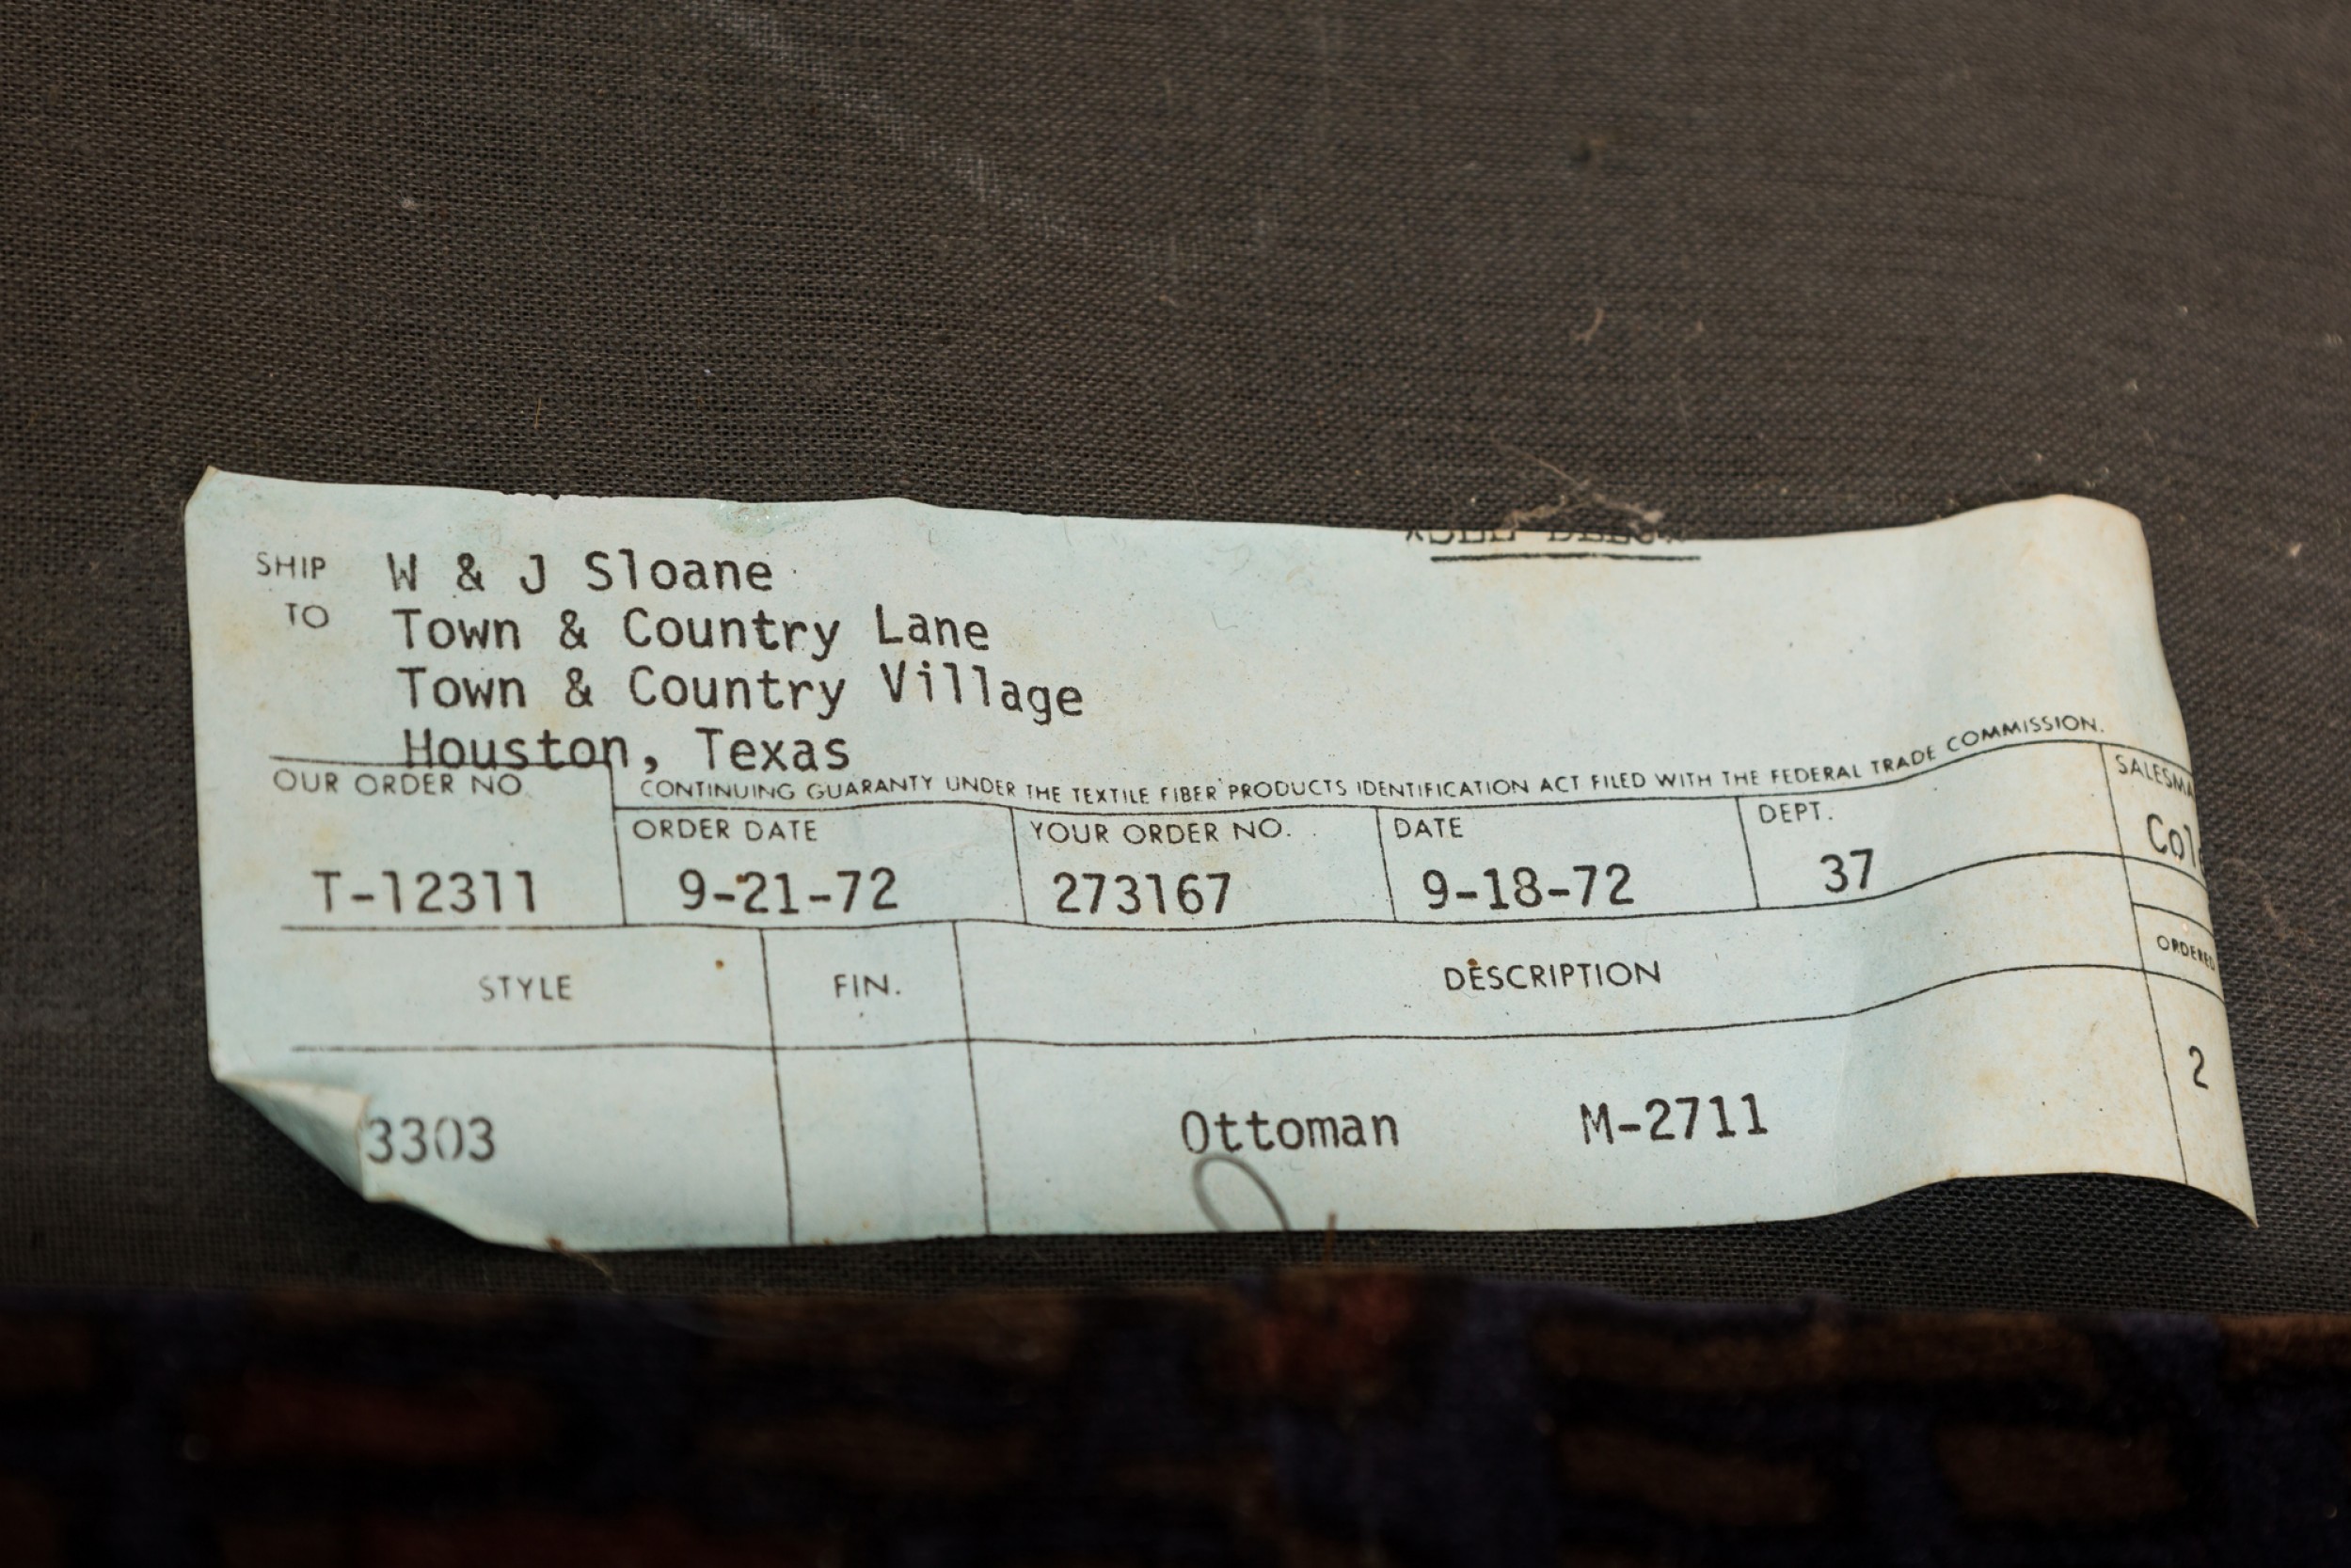 SHIP TO W & J Sloane
Town & Country Lane
Town & Country Village
Houston, Texas
OUR ORDER NO. CONTINUING GUARANTY UNDER THE TEXTILE FIBER PRODUCTS IDENTIFICATION ACT FILED WITH THE FEDERAL TRADE COMMISSION.
ORDER DATE YOUR ORDER NO. DATE DEPT.
T-12311 9-21-72 273167 9-18-72 37
STYLE FIN. DESCRIPTION ORDERED
3303 Ottoman M-2711 2